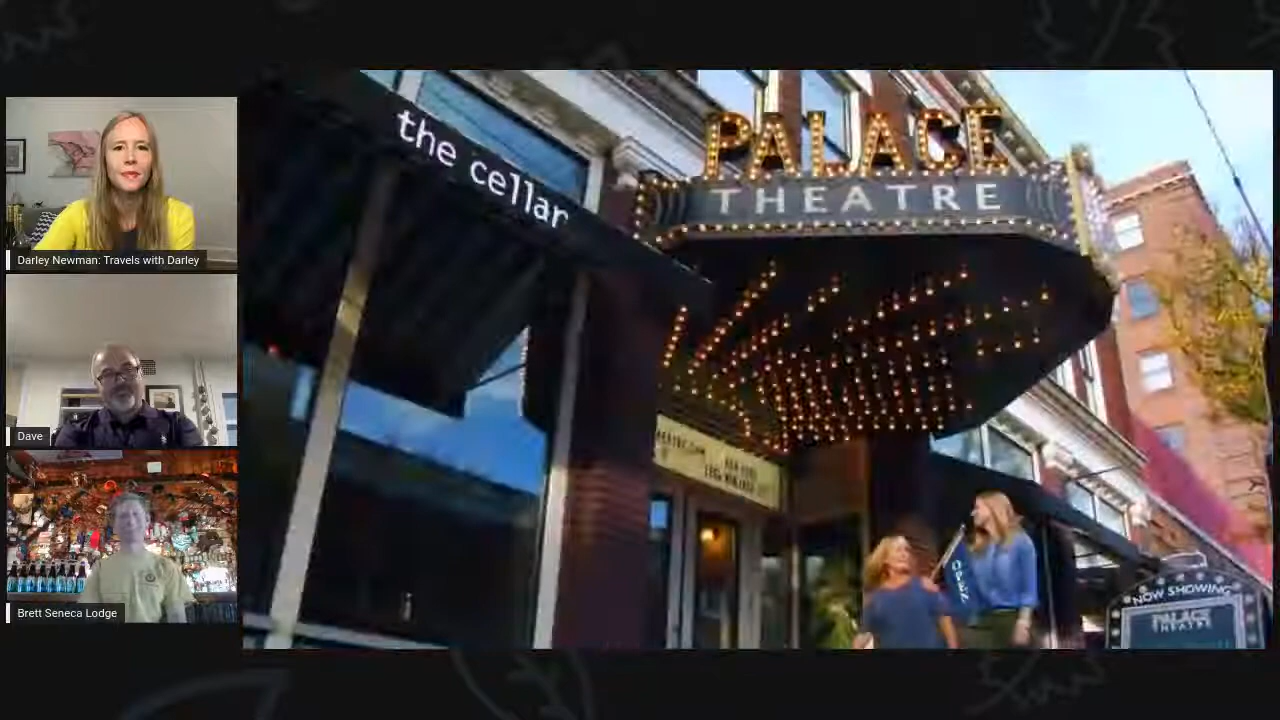 Darley Newman: Travels with Darley
Dave
Brett Seneca Lodge
the cellar
PALACE
THEATRE
OPEN
NOW SHOWING
PALACE
THEATRE